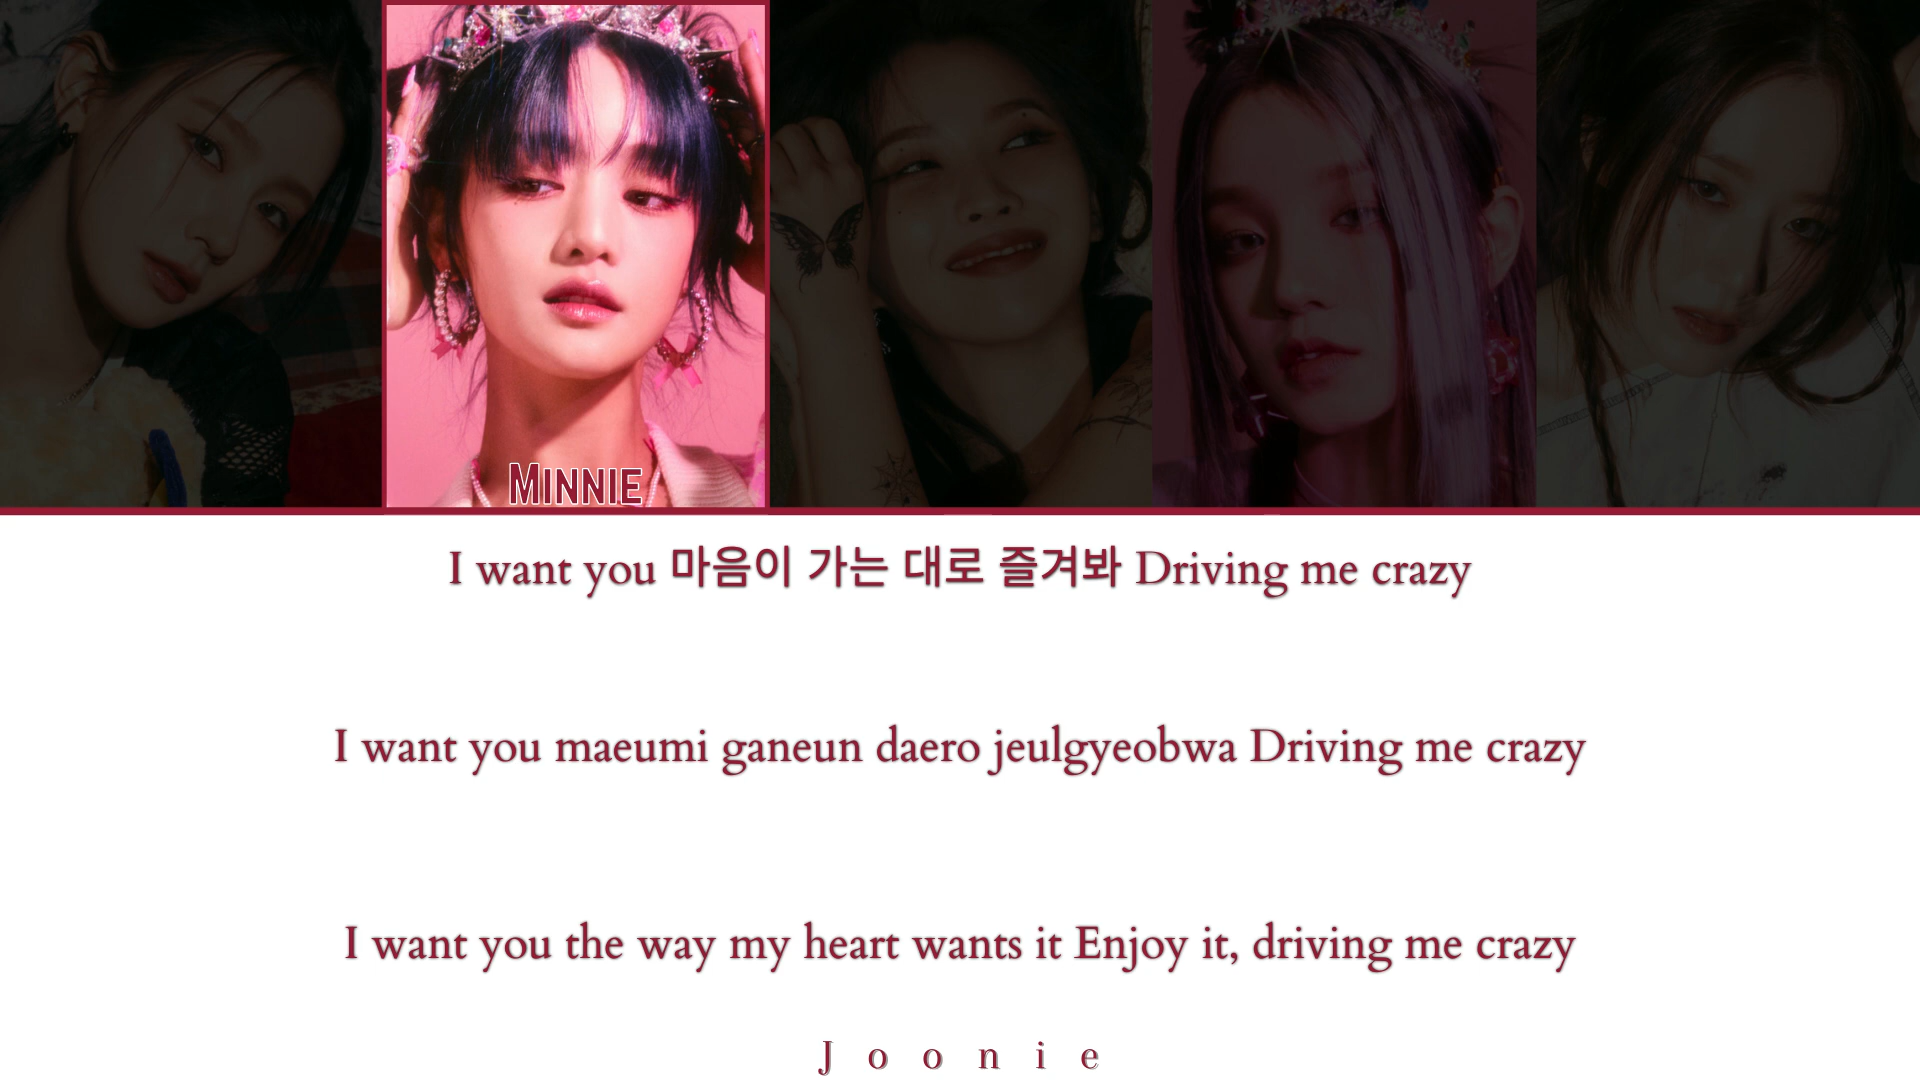 MINNIE
I want you 마음이 가는 대로 즐겨봐 Driving me crazy
I want you maeumi ganeun daero jeulgyeobwa Driving me crazy
I want you the way my heart wants it Enjoy it, driving me crazy
Joonie